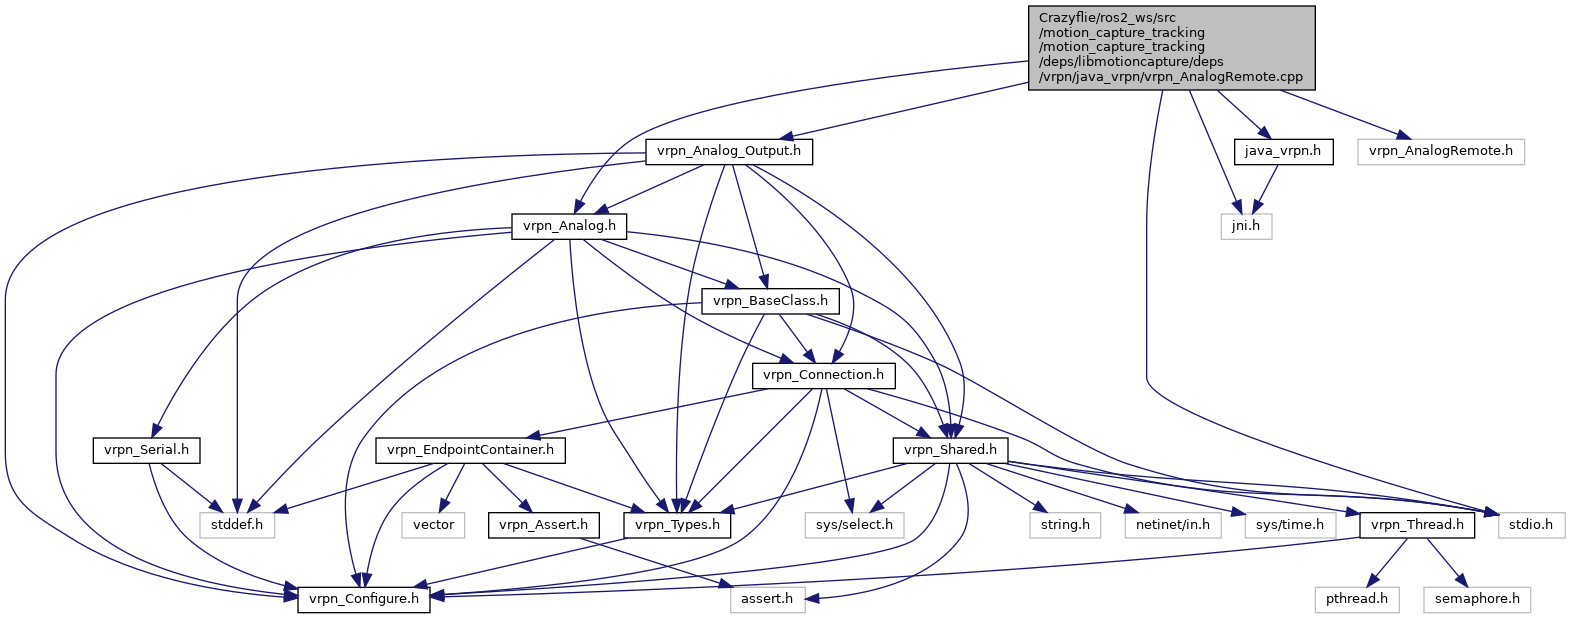 Crazyflie/ros2_ws/src
/motion_capture_tracking
/motion_capture_tracking
/deps/libmotioncapture/deps
/vrpn/java_vrpn/vrpn_AnalogRemote.cpp
vrpn_Analog_Output.h
java_vrpn.h
vrpn_AnalogRemote.h
vrpn_Analog.h
jni.h
vrpn_BaseClass.h
vrpn_Connection.h
vrpn_Serial.h
vrpn_EndpointContainer.h
vrpn_Shared.h
stddef.h
vector
vrpn_Assert.h
vrpn_Types.h
sys/select.h
string.h
netinet/in.h
sys/time.h
vrpn_Thread.h
stdio.h
vrpn_Configure.h
assert.h
pthread.h
semaphore.h